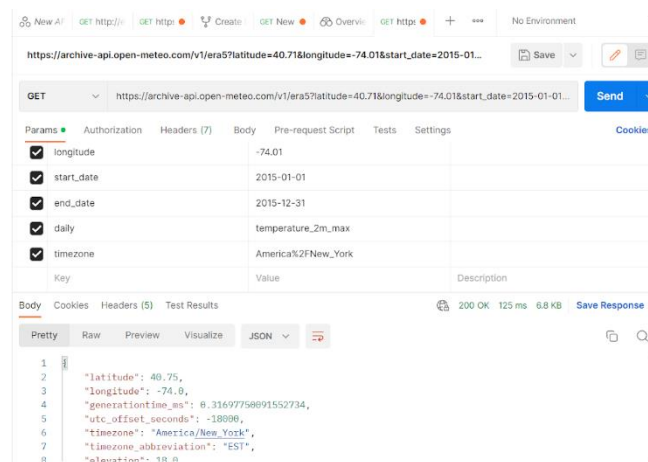 New AF GET http://e GET https GET Create GET New Overvie GET https + ooo No Environment
https://archive-api.open-meteo.com/v1/era5?latitude=40.71&longitude=-74.01&start_date=2015-01... Save
GET https://archive-api.open-meteo.com/v1/era5?latitude=40.71&longitude=-74.01&start_date=2015-01-01... Send
Params Authorization Headers (7) Body Pre-request Script Tests Settings Cookies
longitude -74.01
start_date 2015-01-01
end_date 2015-12-31
daily temperature_2m_max
timezone America%2FNew_York
Key Value Description
Body Cookies Headers (5) Test Results 200 OK 125 ms 6.8 KB Save Response
Pretty Raw Preview Visualize JSON
1 {
2 "latitude": 40.75,
3 "longitude": -74.0,
4 "generationtime_ms": 0.31697750091552734,
5 "utc_offset_seconds": -18000,
6 "timezone": "America/New_York",
7 "timezone_abbreviation": "EST",
8 "elevation": 18.0